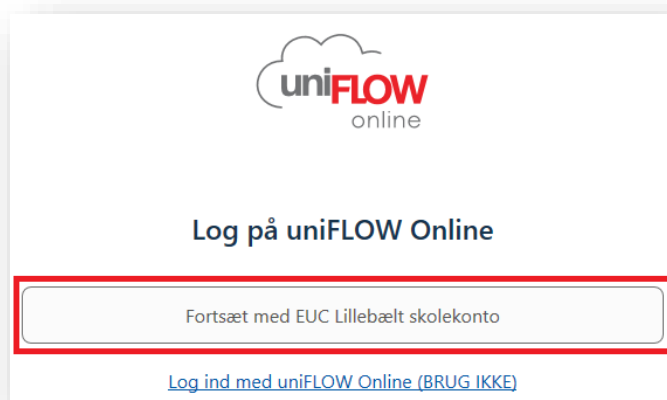 uniFLOW
online
Log på uniFLOW Online
Fortsæt med EUC Lillebælt skolekonto
Log ind med uniFLOW Online (BRUG IKKE)